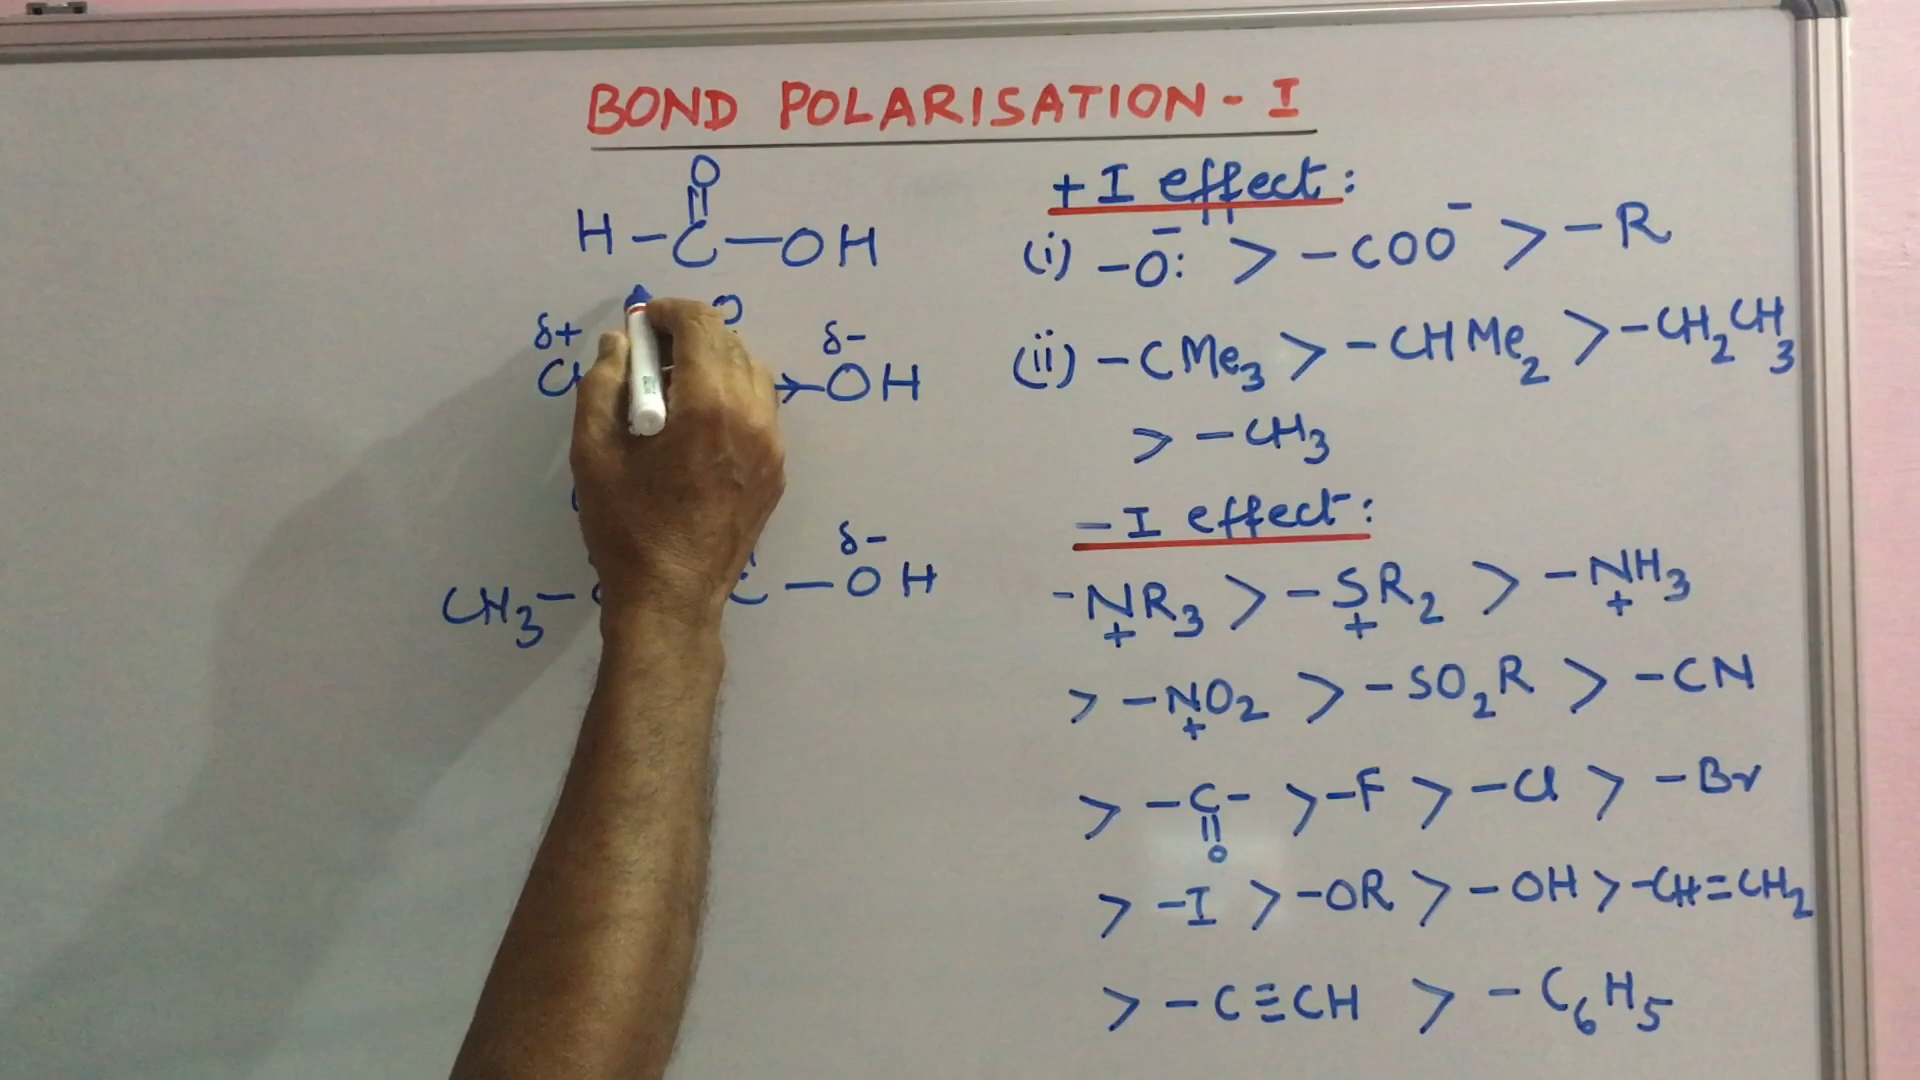 BOND POLARISATION - I
O
H - C - OH
O
δ+ δ-
→ OH
δ-
CH3 - C - OH
+ I effect :
(i) - Ö:⁻ > - COO⁻ > - R
(ii) - CMe3 > - CHMe2 > - CH2CH3
> - CH3
- I effect :
- N⁺R3 > - S⁺R2 > - N⁺H3
> - N⁺O2 > - SO2R > - CN
> - C - > - F > - Cl > - Br
O
> - I > - OR > - OH > - CH=CH2
> - C≡CH > - C6H5